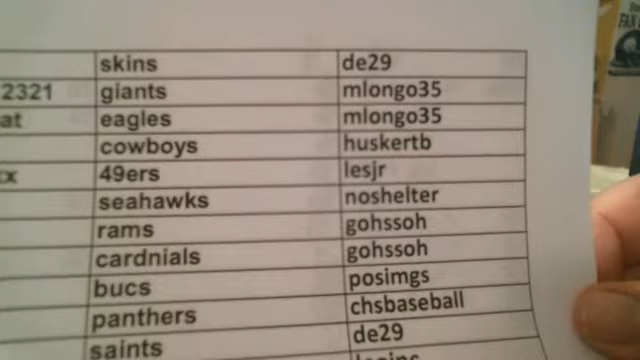 skins de29
2321 giants mlongo35
at eagles mlongo35
cowboys huskertb
x 49ers lesjr
seahawks noshelter
rams gohssoh
cardnials gohssoh
bucs posimgs
panthers chsbaseball
saints de29
FAN